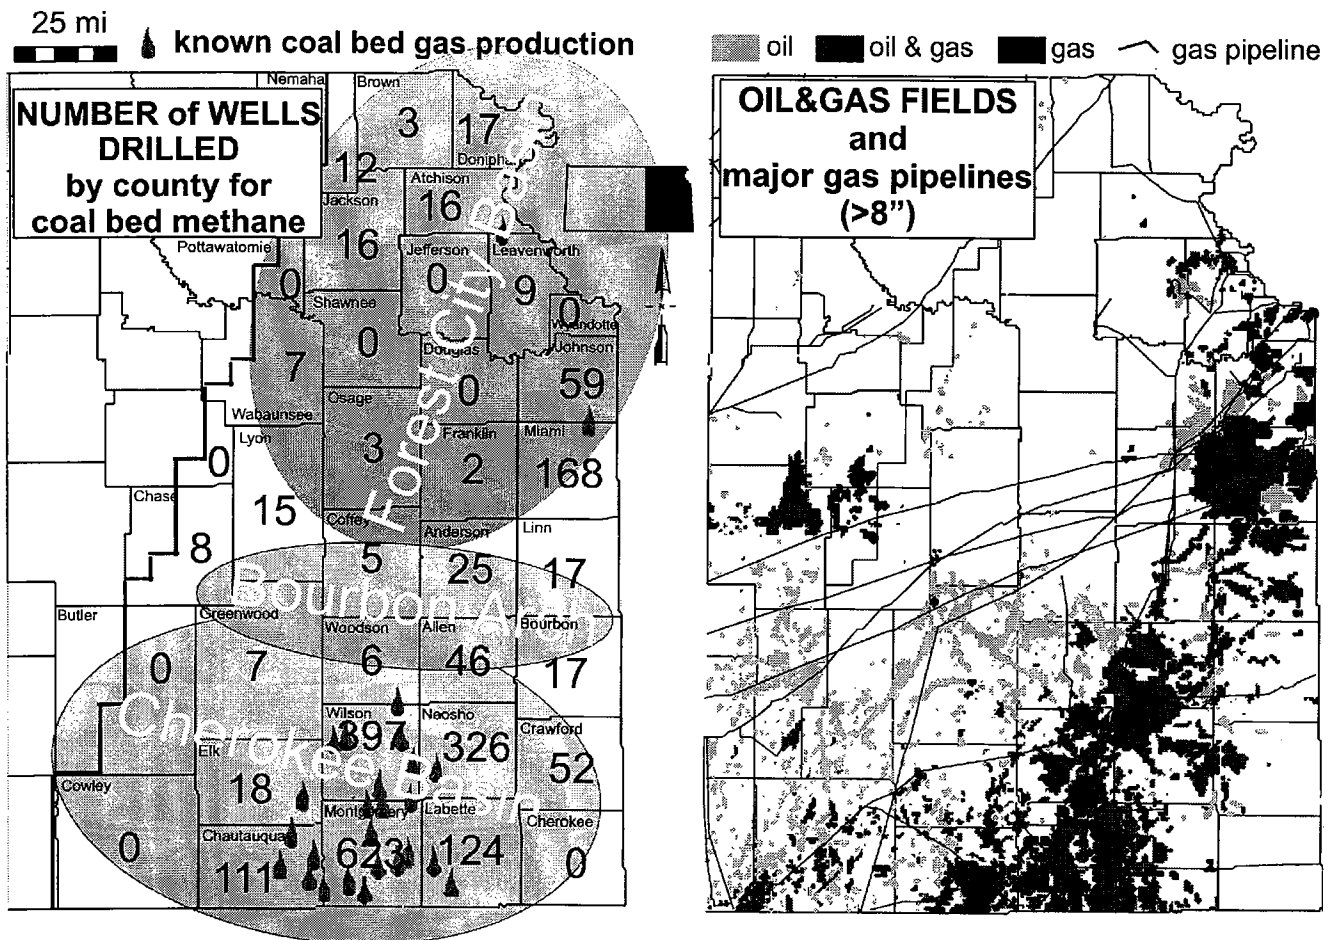 25 mi
known coal bed gas production
NUMBER of WELLS
DRILLED
by county for
coal bed methane
Nemaha
Brown
3
17
Doniphan
12
Jackson
Atchison
16
16
Pottawatomie
0
Jefferson
0
Leavenworth
9
0
Wyandotte
Shawnee
0
7
Wabaunsee
Douglas
0
Johnson
59
Osage
3
Franklin
2
Miami
168
Lyon
0
15
Chase
8
Coffey
5
Anderson
25
Linn
17
Forest City Basin
Bourbon Arch
Butler
0
Greenwood
7
Woodson
6
Allen
46
Bourbon
17
Cherokee Basin
Wilson
397
Neosho
326
Crawford
52
Elk
18
Cowley
0
Chautauqua
111
Montgomery
623
Labette
124
Cherokee
0
oil
oil & gas
gas
gas pipeline
OIL&GAS FIELDS
and
major gas pipelines
(>8”)